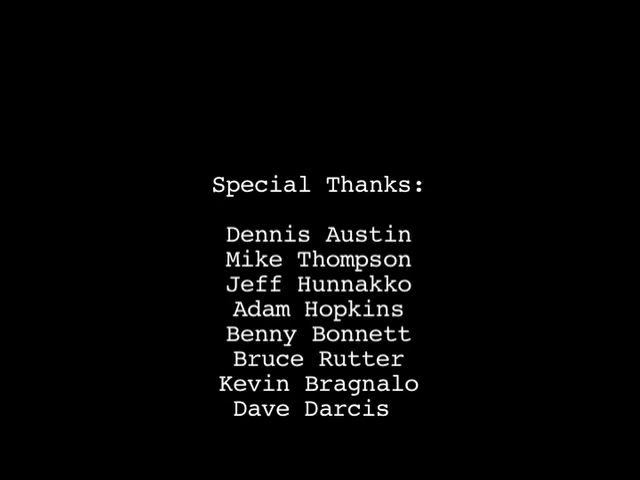 Special Thanks:
Dennis Austin
Mike Thompson
Jeff Hunnakko
Adam Hopkins
Benny Bonnett
Bruce Rutter
Kevin Bragnalo
Dave Darcis